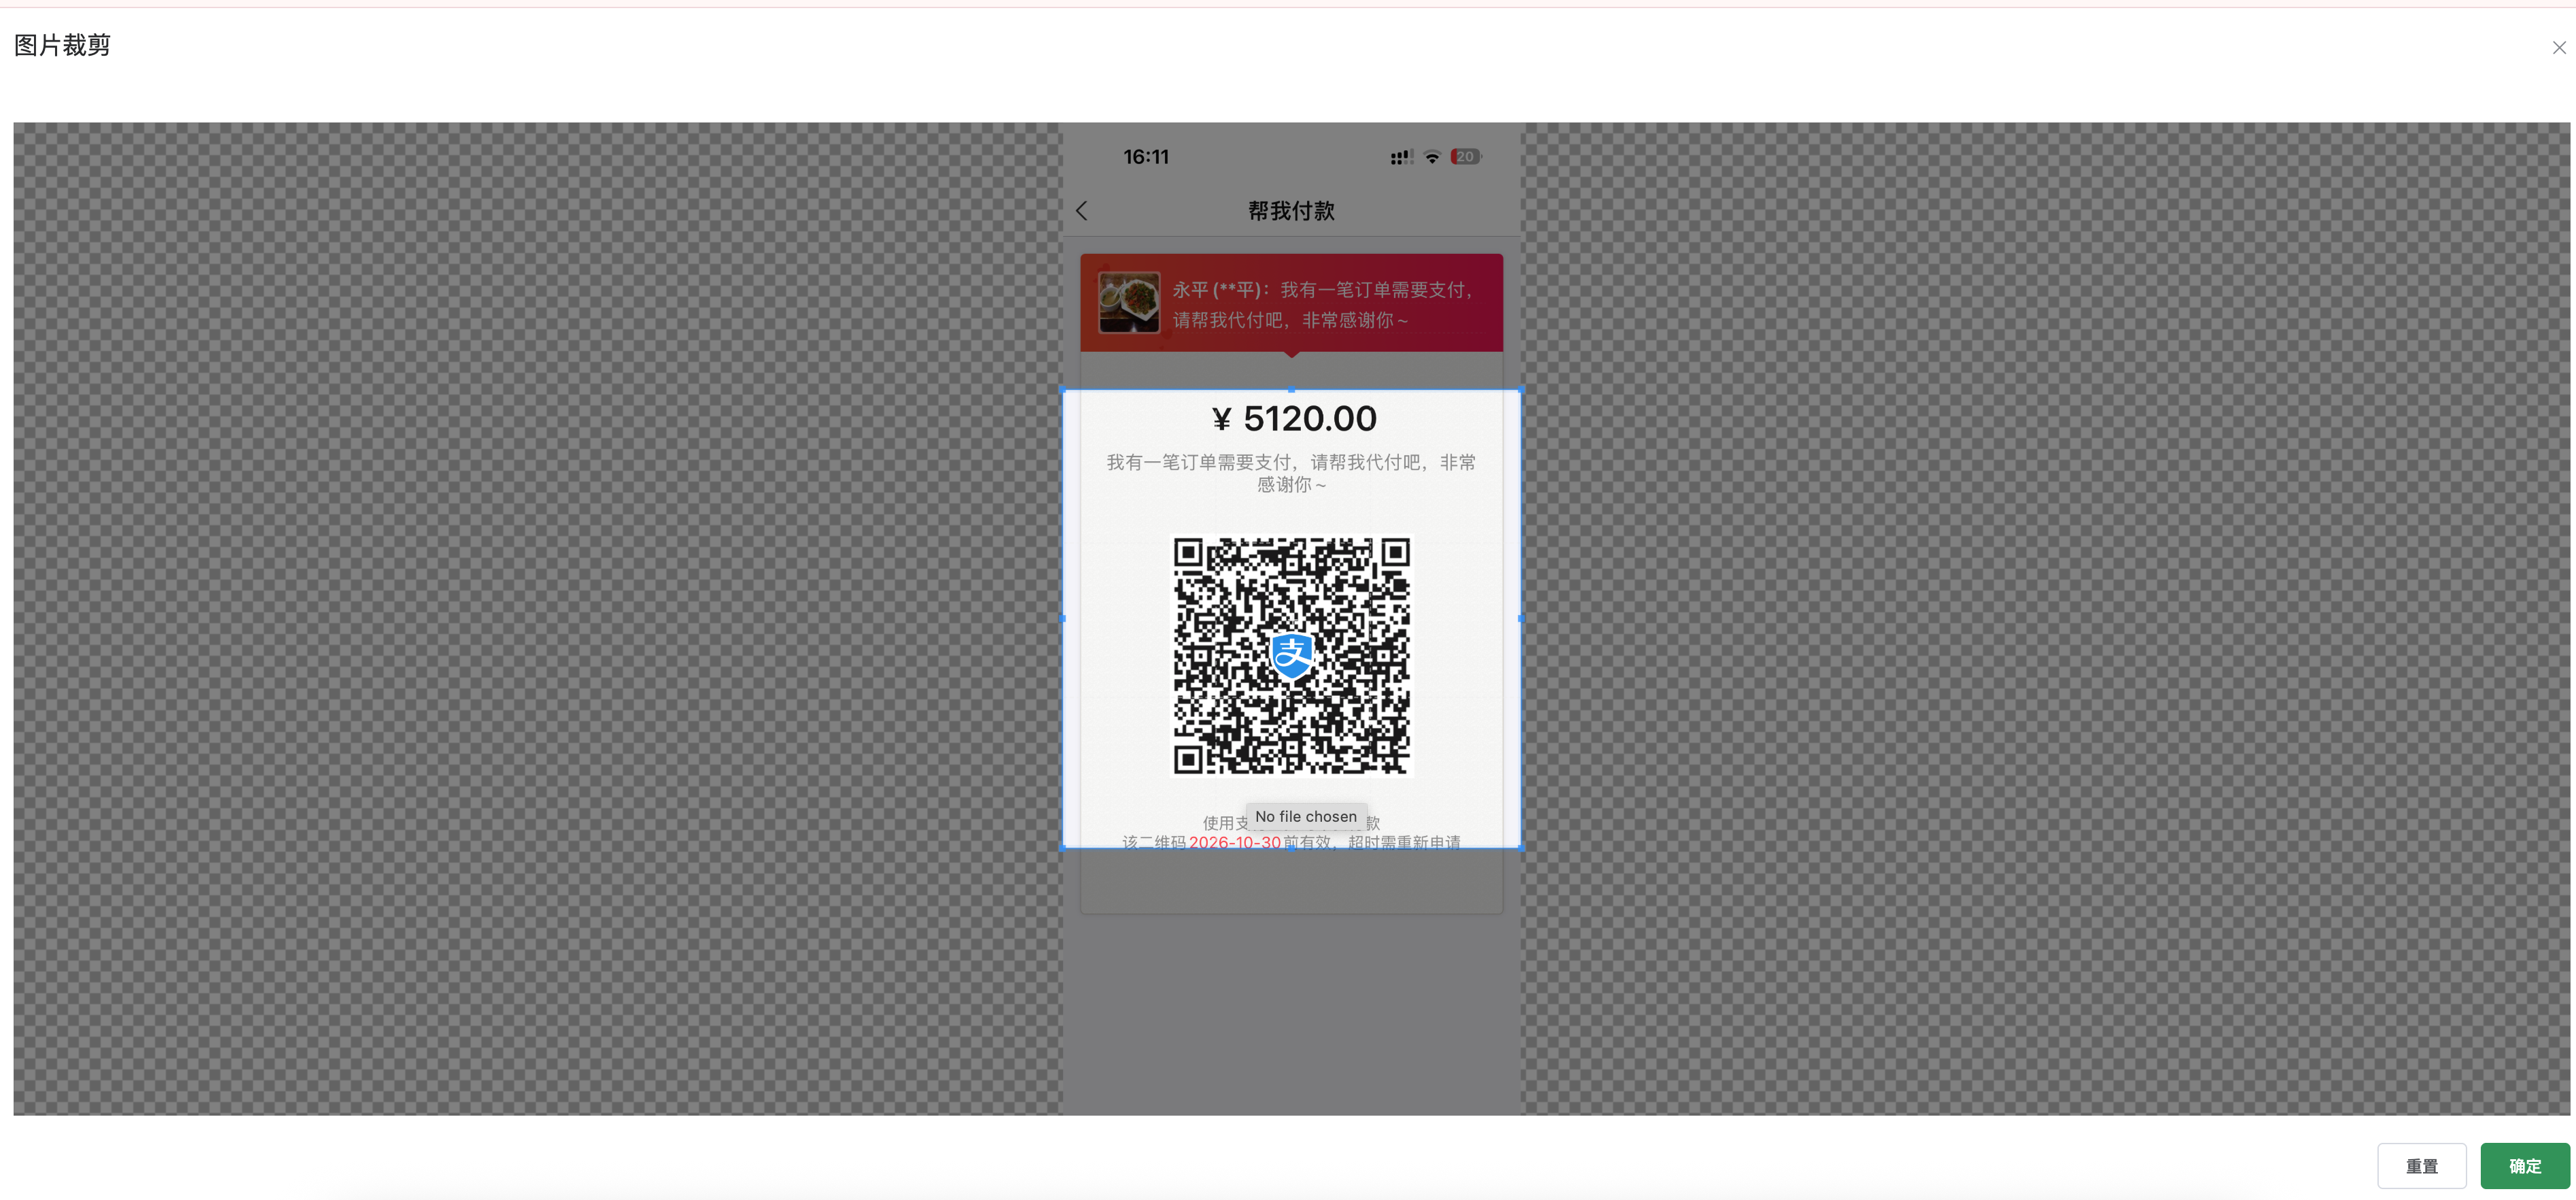 图片裁剪
16:11
20
帮我付款
永平 (**平)：我有一笔订单需要支付，
请帮我代付吧，非常感谢你~
¥ 5120.00
我有一笔订单需要支付，请帮我代付吧，非常
感谢你~
支
No file chosen
使用支
款
该二维码2026-10-30前有效，超时需重新申请
重置
确定